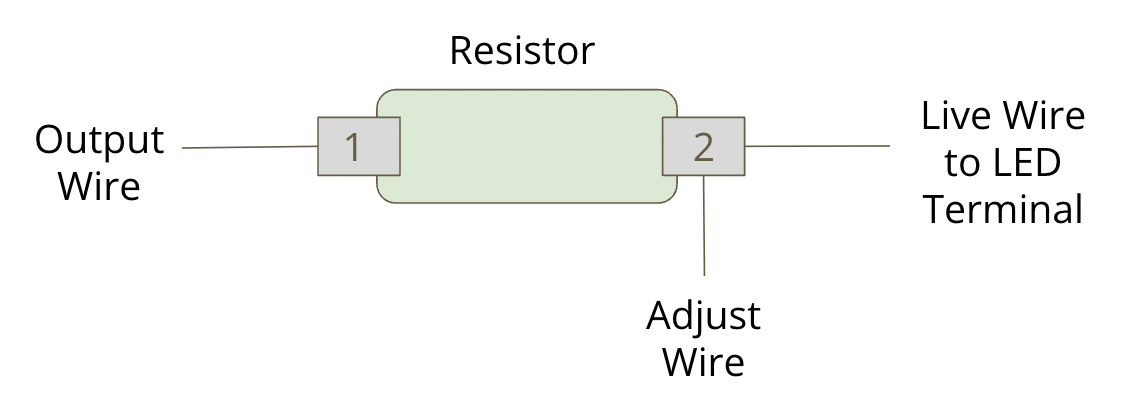 Resistor
Output
Wire
1
2
Live Wire
to LED
Terminal
Adjust
Wire